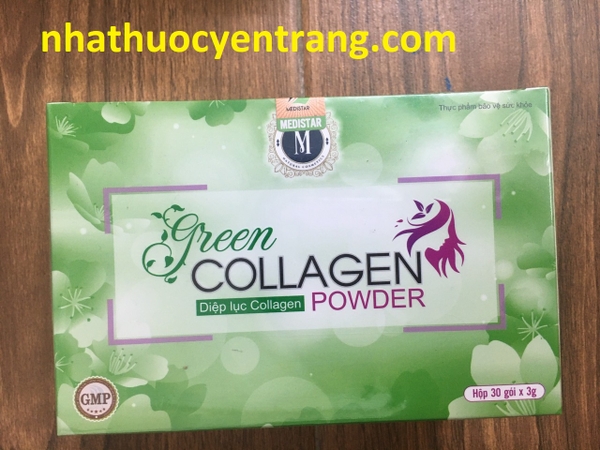 nhathuocyentrang.com
MEDISTAR
MEDISTAR
M
Thực phẩm bảo vệ sức khỏe
Green
COLLAGEN
Diệp lục Collagen POWDER
GMP
Hộp 30 gói x 3g